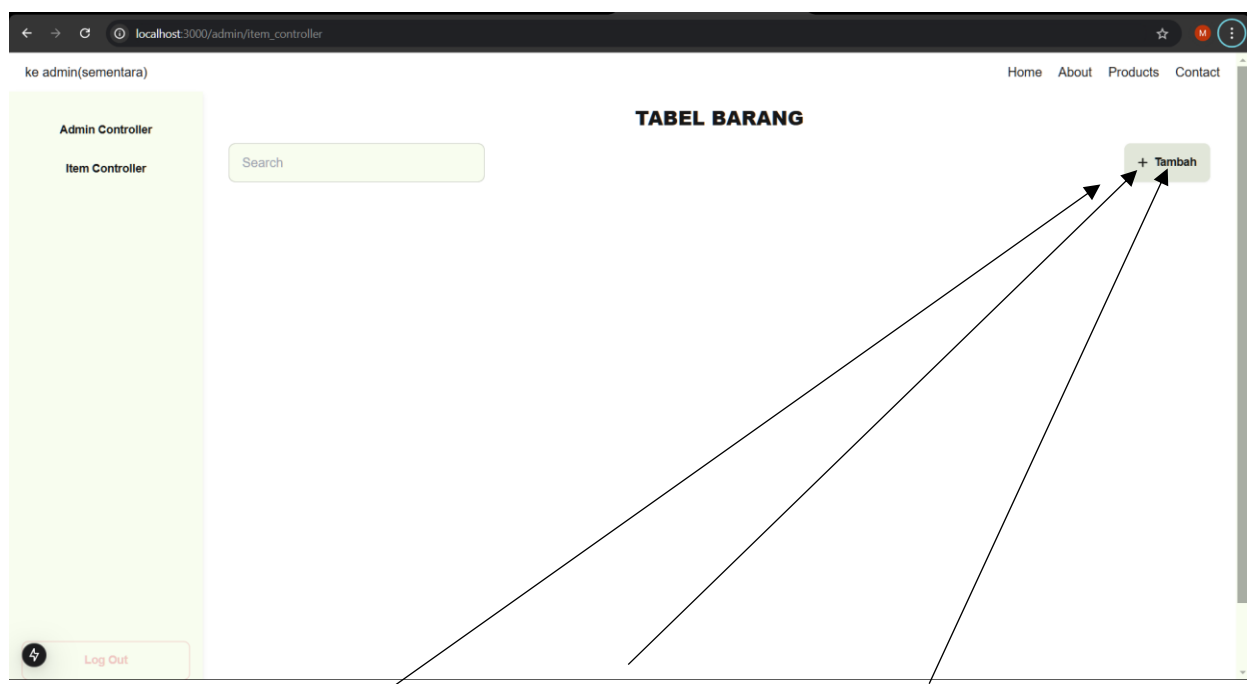 localhost:3000/admin/item_controller
M
ke admin(sementara)
Home About Products Contact
TABEL BARANG
Admin Controller
Item Controller
Search
+ Tambah
Log Out